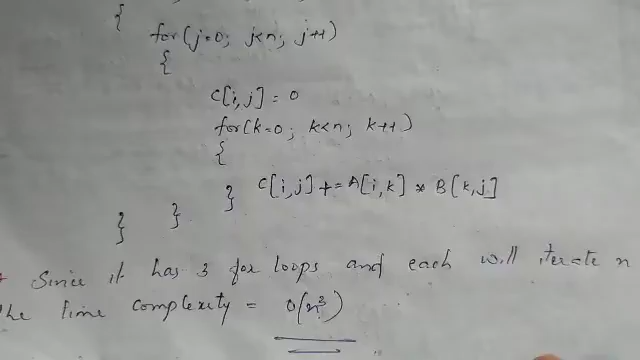 {
for(j=0; j<n; j++)
{
C[i,j] = 0
for(k=0; k<n; k++)
{
} C[i,j] += A[i,k] * B[k,j]
} }
Since it has 3 for loops and each will iterate n
the time complexity = O(n³)